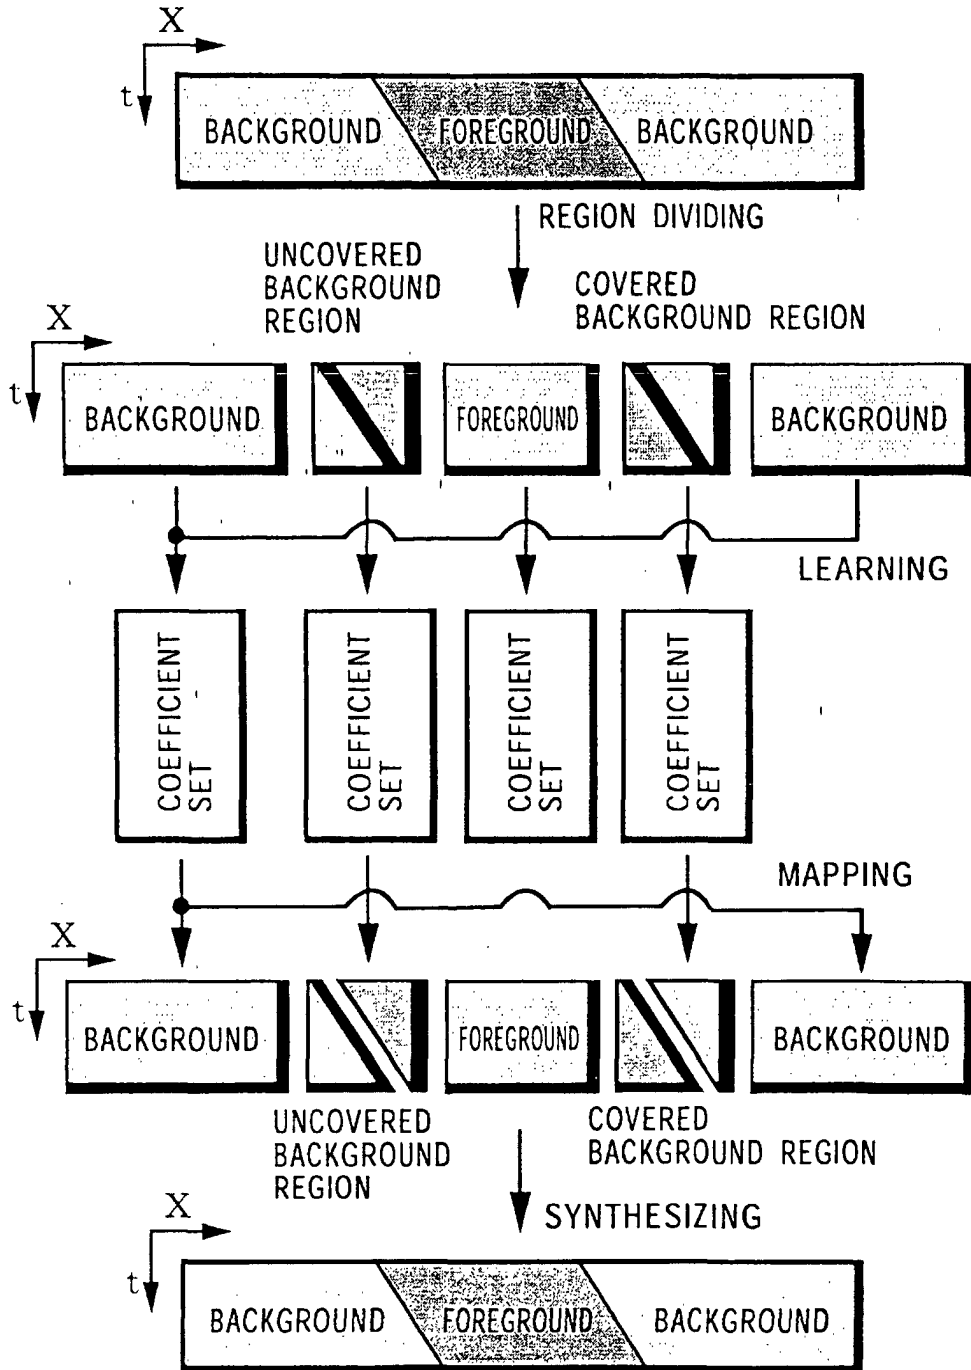 X
t
BACKGROUND
FOREGROUND
BACKGROUND
REGION DIVIDING
UNCOVERED
BACKGROUND
REGION
COVERED
BACKGROUND REGION
X
t
BACKGROUND
FOREGROUND
BACKGROUND
LEARNING
COEFFICIENT
SET
COEFFICIENT
SET
COEFFICIENT
SET
COEFFICIENT
SET
MAPPING
X
t
BACKGROUND
FOREGROUND
BACKGROUND
UNCOVERED
BACKGROUND
REGION
COVERED
BACKGROUND REGION
SYNTHESIZING
X
t
BACKGROUND
FOREGROUND
BACKGROUND